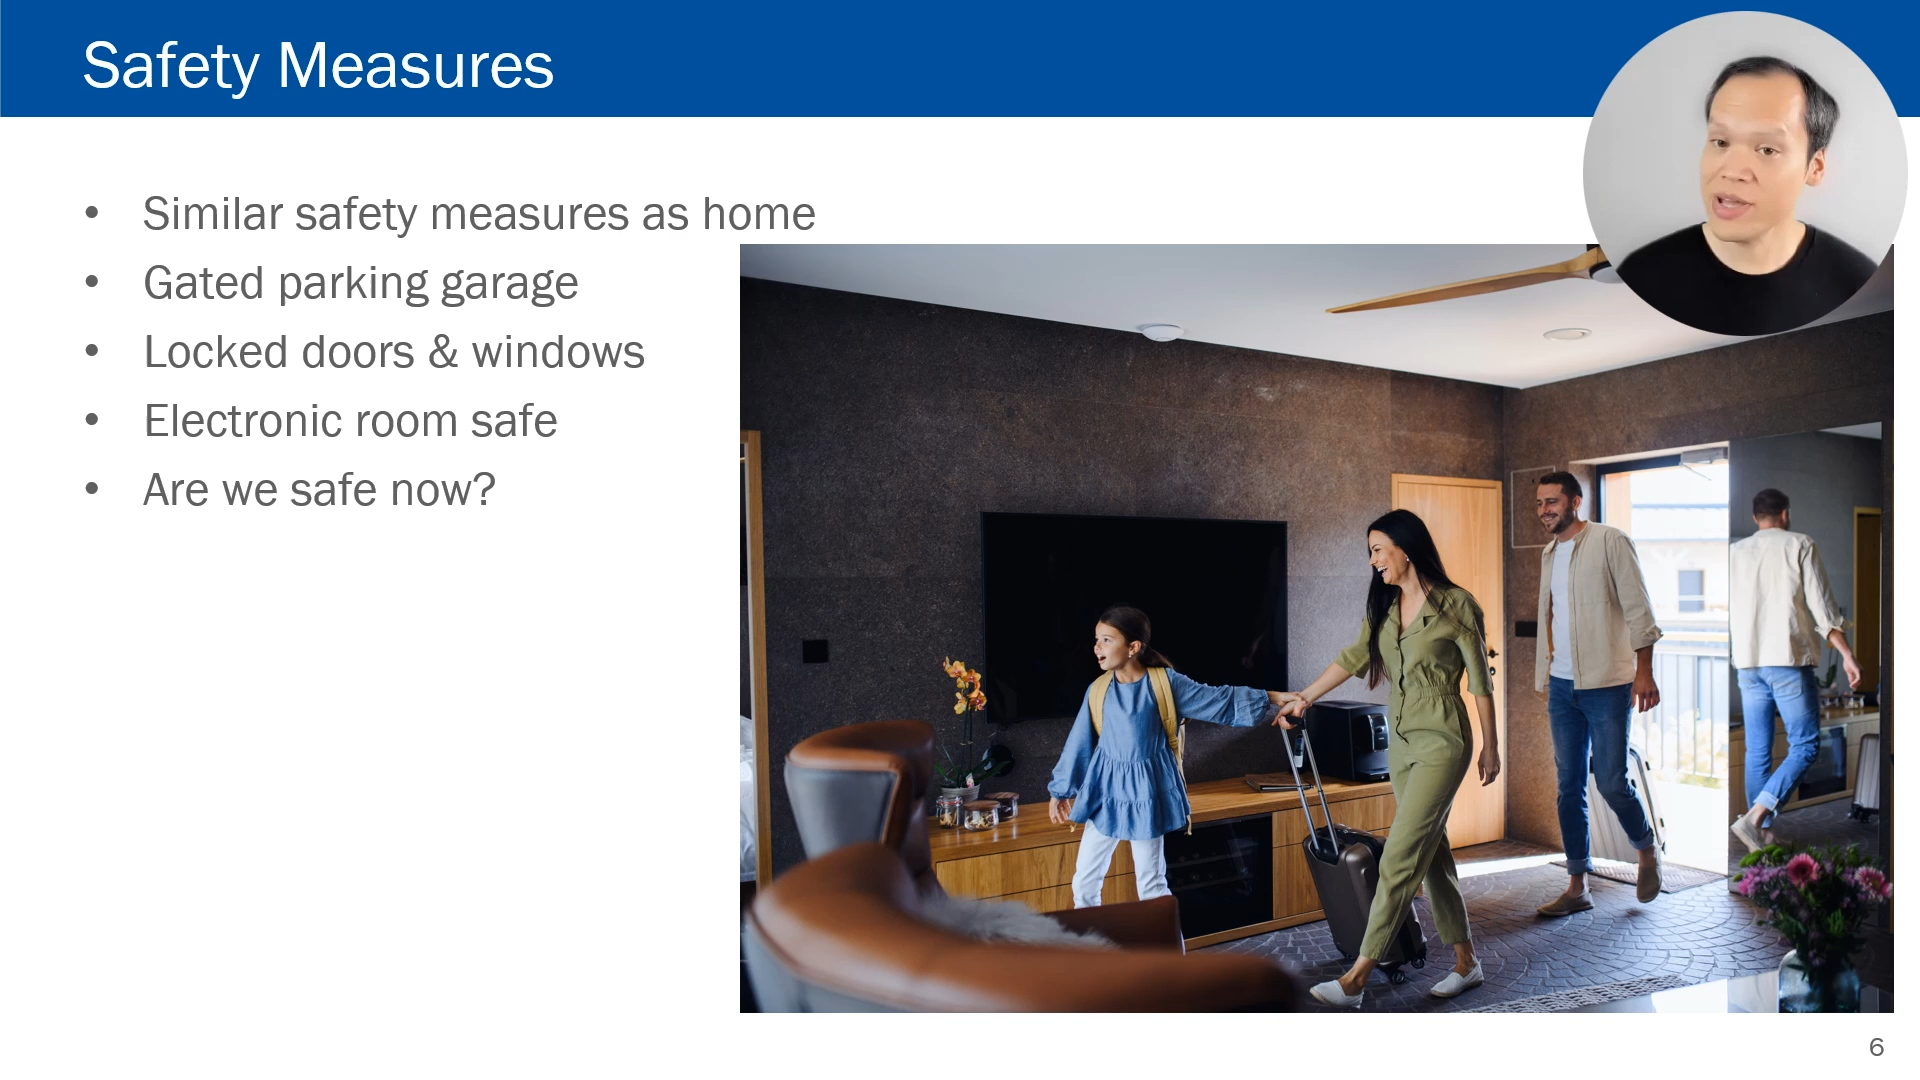 Safety Measures
• Similar safety measures as home
• Gated parking garage
• Locked doors & windows
• Electronic room safe
• Are we safe now?
6